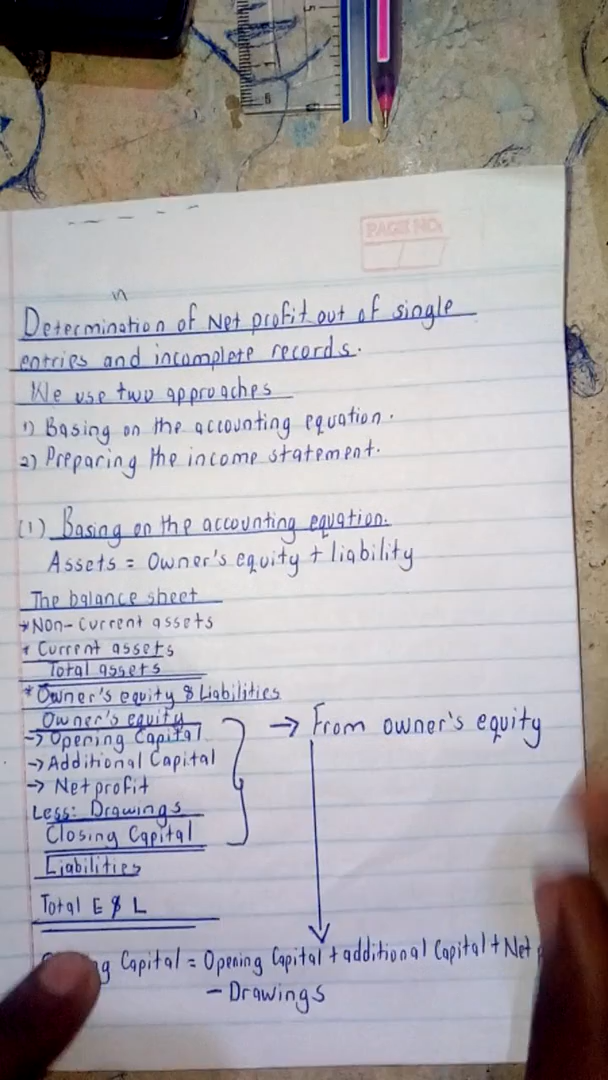 PAGE NO.
n
Determination of Net profit out of single
entries and incomplete records.
We use two approaches
1) Basing on the accounting equation.
2) Preparing the income statement.
(1) Basing on the accounting equation.
Assets = Owner's equity + liability
The balance sheet
*Non-current assets
* Current assets
Total assets
*Owner's equity & Liabilities
Owner's equity
→ Opening Capital
→ Additional Capital
→ Net profit
Less: Drawings
Closing Capital
→ From owner's equity
Liabilities
Total E & L
g Capital = Opening Capital + additional Capital + Net
- Drawings